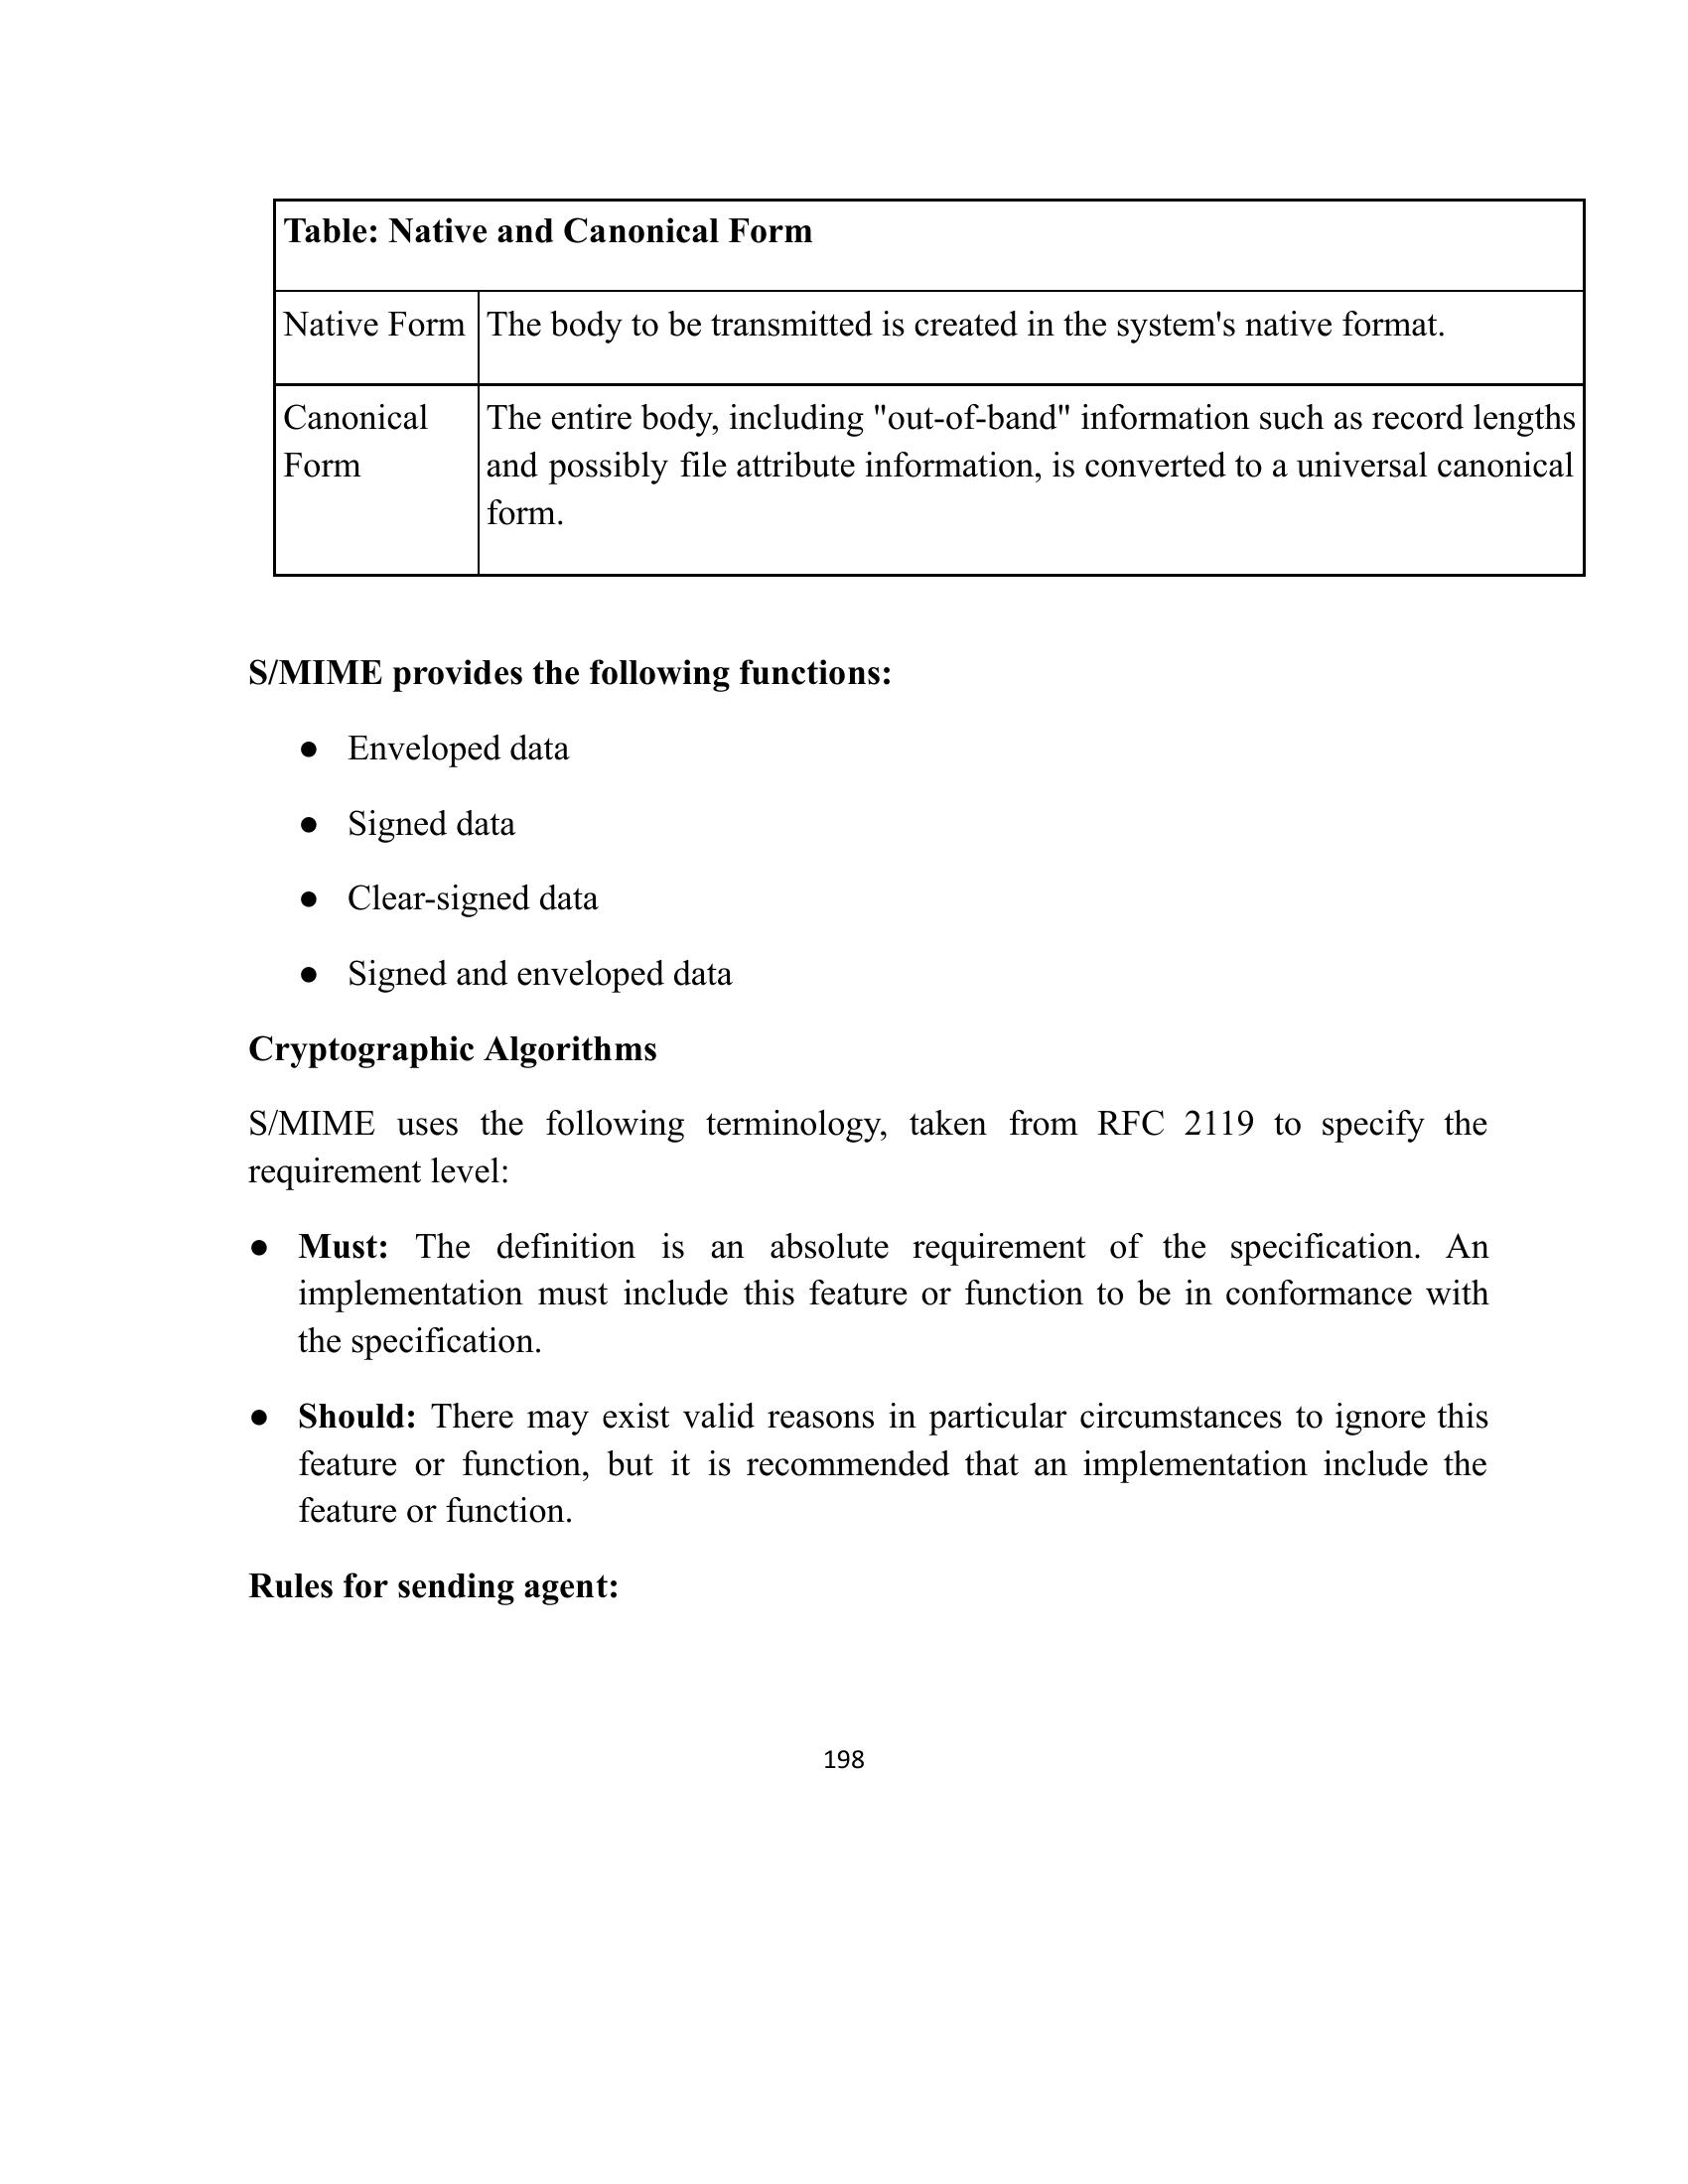 Table: Native and Canonical Form
Native Form The body to be transmitted is created in the system's native format.
Canonical Form
The entire body, including "out-of-band" information such as record lengths
and possibly file attribute information, is converted to a universal canonical
form.
S/MIME provides the following functions:
● Enveloped data
● Signed data
● Clear-signed data
● Signed and enveloped data
Cryptographic Algorithms
S/MIME uses the following terminology, taken from RFC 2119 to specify the
requirement level:
● Must: The definition is an absolute requirement of the specification. An
implementation must include this feature or function to be in conformance with
the specification.
● Should: There may exist valid reasons in particular circumstances to ignore this
feature or function, but it is recommended that an implementation include the
feature or function.
Rules for sending agent:
198